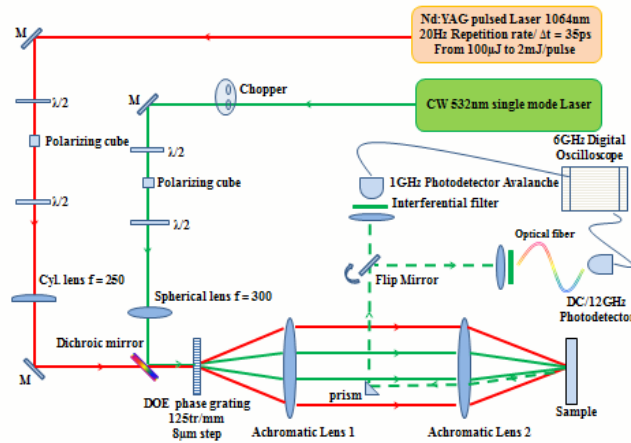 Nd:YAG pulsed Laser 1064nm
20Hz Repetition rate/ Δt = 35ps
From 100µJ to 2mJ/pulse
M
Chopper
M
CW 532nm single mode Laser
λ/2
λ/2
Polarizing cube
Polarizing cube
λ/2
λ/2
6GHz Digital
Oscilloscope
1GHz Photodetector Avalanche
Interferential filter
Optical fiber
Flip Mirror
DC/12GHz
Photodetector
Cyl. lens f = 250
Spherical lens f = 300
Dichroic mirror
M
DOE phase grating
125tr/mm
8µm step
prism
Achromatic Lens 1
Achromatic Lens 2
Sample